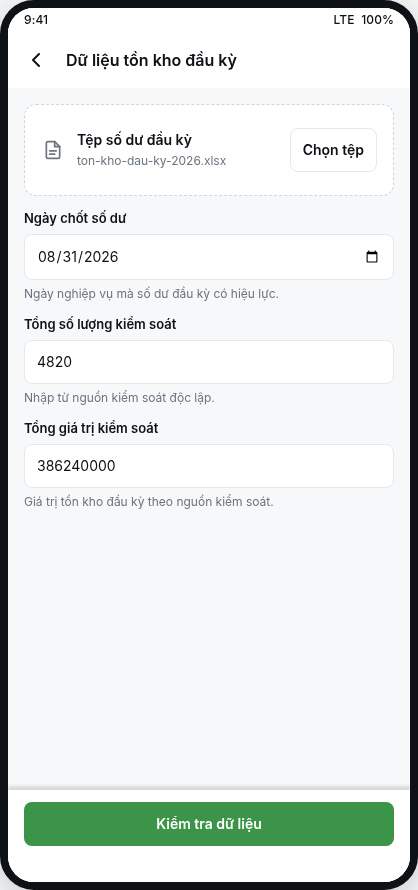 9:41
LTE 100%
Dữ liệu tồn kho đầu kỳ
Tệp số dư đầu kỳ
ton-kho-dau-ky-2026.xlsx
Chọn tệp
Ngày chốt số dư
08/31/2026
Ngày nghiệp vụ mà số dư đầu kỳ có hiệu lực.
Tổng số lượng kiểm soát
4820
Nhập từ nguồn kiểm soát độc lập.
Tổng giá trị kiểm soát
386240000
Giá trị tồn kho đầu kỳ theo nguồn kiểm soát.
Kiểm tra dữ liệu